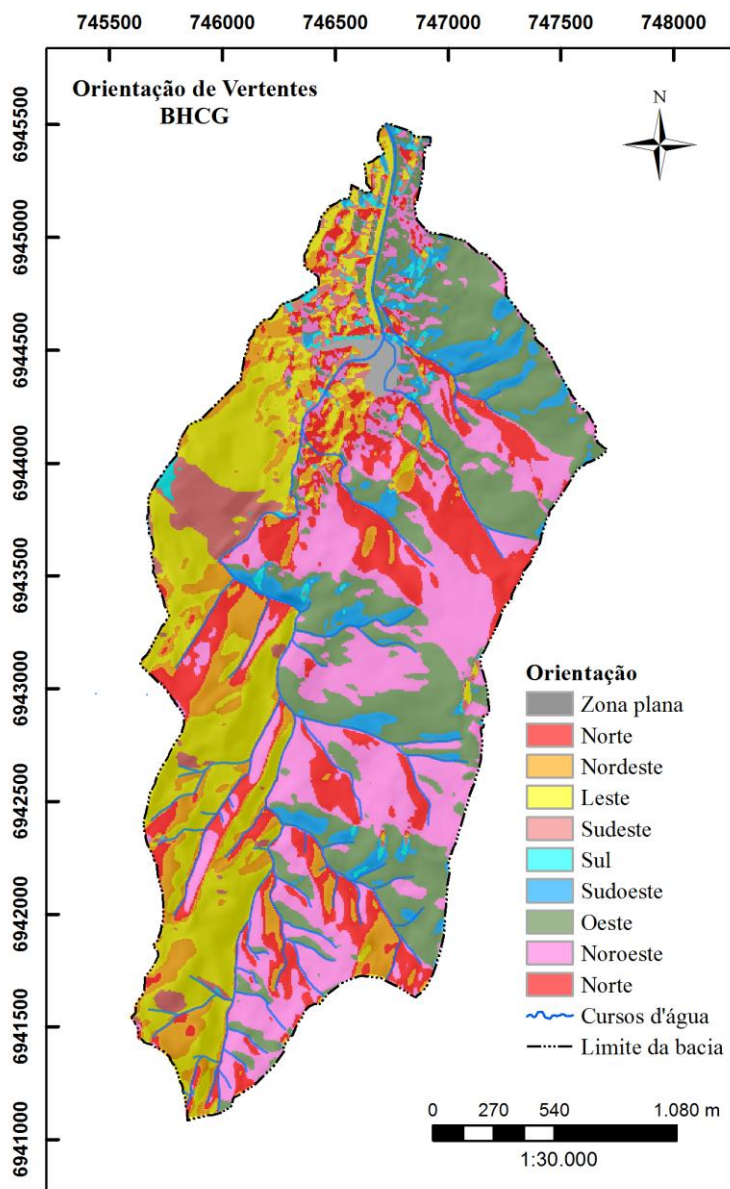 745500 746000 746500 747000 747500 748000
Orientação de Vertentes
BHCG
N
6945500
6945000
6944500
6944000
6943500
6943000
6942500
6942000
6941500
6941000
Orientação
Zona plana
Norte
Nordeste
Leste
Sudeste
Sul
Sudoeste
Oeste
Noroeste
Norte
Cursos d'água
Limite da bacia
0 270 540 1.080 m
1:30.000